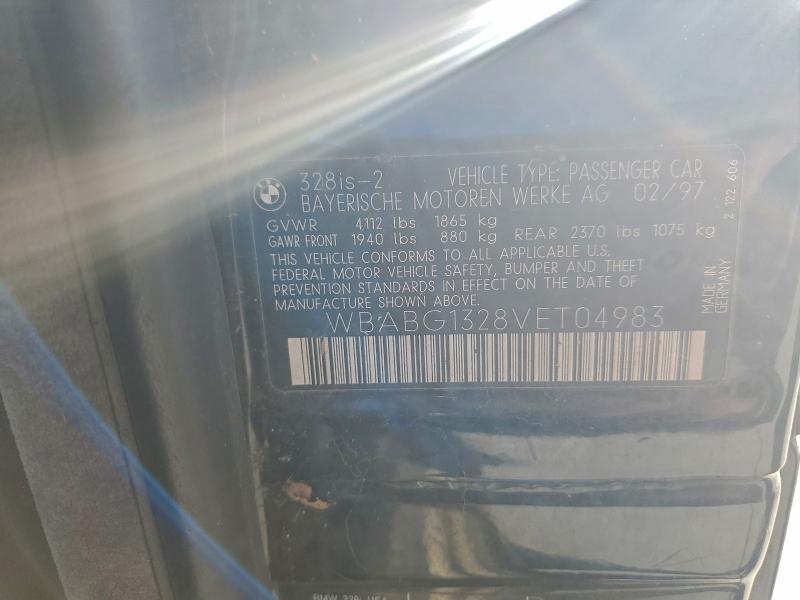 328is-2 VEHICLE TYPE: PASSENGER CAR
BAYERISCHE MOTOREN WERKE AG 02/97
GVWR 4112 lbs 1865 kg
GAWR FRONT 1940 lbs 880 kg REAR 2370 lbs 1075 kg
THIS VEHICLE CONFORMS TO ALL APPLICABLE U.S.
FEDERAL MOTOR VEHICLE SAFETY, BUMPER AND THEFT
PREVENTION STANDARDS IN EFFECT ON THE DATE OF
MANUFACTURE SHOWN ABOVE.
WBABG1328VET04983
MADE IN
GERMANY
2 122 606
BMW 328i USA